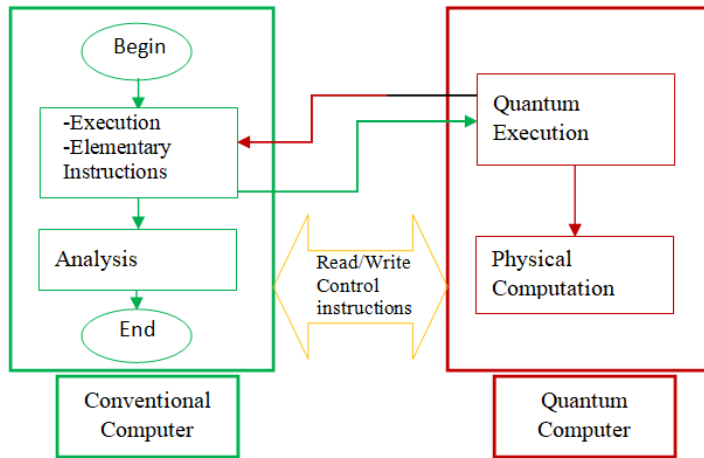 Begin
-Execution
-Elementary
Instructions
Analysis
End
Conventional
Computer
Read/Write
Control
instructions
Quantum
Execution
Physical
Computation
Quantum
Computer